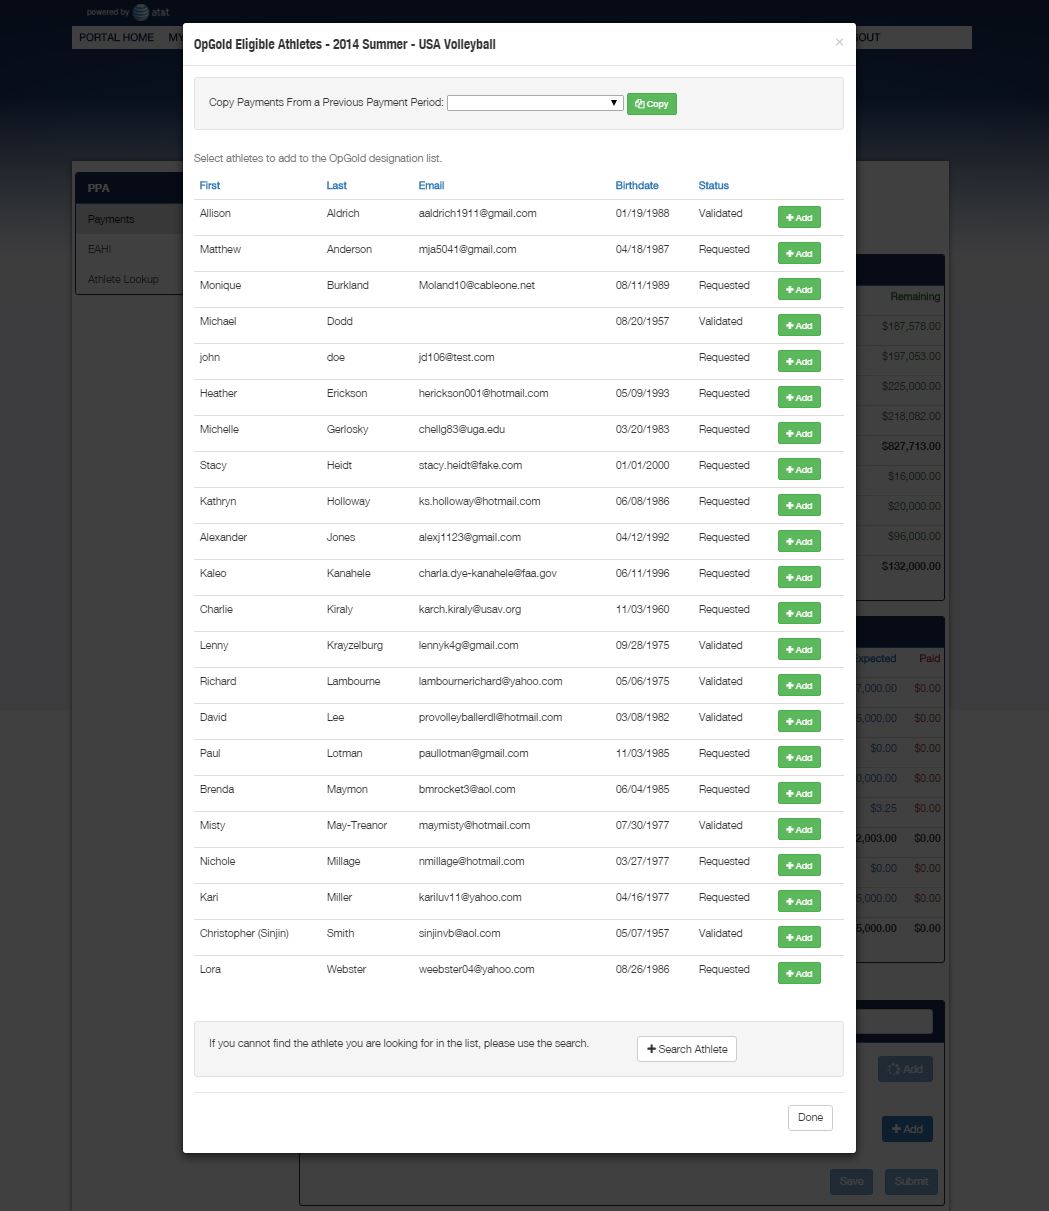 powered by at&t
PORTAL HOME MY
OpGold Eligible Athletes - 2014 Summer - USA Volleyball ×
Copy Payments From a Previous Payment Period: Copy
Select athletes to add to the OpGold designation list.
First Last Email Birthdate Status
Allison Aldrich aaldrich1911@gmail.com 01/19/1988 Validated Add
Matthew Anderson mja5041@gmail.com 04/18/1987 Requested Add
Monique Burkland Moland10@cableone.net 08/11/1989 Requested Add
Michael Dodd 08/20/1957 Validated Add
john doe jd106@test.com Requested Add
Heather Erickson herickson001@hotmail.com 05/09/1993 Requested Add
Michelle Gerlosky chellg83@uga.edu 03/20/1983 Requested Add
Stacy Heidt stacy.heidt@fake.com 01/01/2000 Requested Add
Kathryn Holloway ks.holloway@hotmail.com 06/08/1986 Requested Add
Alexander Jones alexj1123@gmail.com 04/12/1992 Requested Add
Kaleo Kanahele charla.dye-kanahele@faa.gov 06/11/1996 Requested Add
Charlie Kiraly karch.kiraly@usav.org 11/03/1960 Requested Add
Lenny Krayzelburg lennyk4g@gmail.com 09/28/1975 Validated Add
Richard Lambourne lambournerichard@yahoo.com 05/06/1975 Validated Add
David Lee provolleyballerdl@hotmail.com 03/08/1982 Validated Add
Paul Lotman paullotman@gmail.com 11/03/1985 Requested Add
Brenda Maymon bmrocket3@aol.com 06/04/1985 Requested Add
Misty May-Treanor maymisty@hotmail.com 07/30/1977 Validated Add
Nichole Millage nmillage@hotmail.com 03/27/1977 Requested Add
Kari Miller kariluv11@yahoo.com 04/16/1977 Requested Add
Christopher (Sinjin) Smith sinjinvb@aol.com 05/07/1957 Validated Add
Lora Webster weebster04@yahoo.com 08/26/1986 Requested Add
If you cannot find the athlete you are looking for in the list, please use the search. Search Athlete
Done
PPA
Payments
EAHI
Athlete Lookup
OUT
Remaining
$187,578.00
$197,053.00
$225,000.00
$218,082.00
$827,713.00
$16,000.00
$20,000.00
$96,000.00
$132,000.00
Expected Paid
7,000.00 $0.00
5,000.00 $0.00
$0.00 $0.00
0,000.00 $0.00
$3.25 $0.00
2,003.00 $0.00
$0.00 $0.00
5,000.00 $0.00
5,000.00 $0.00
Add
Add
Save Submit